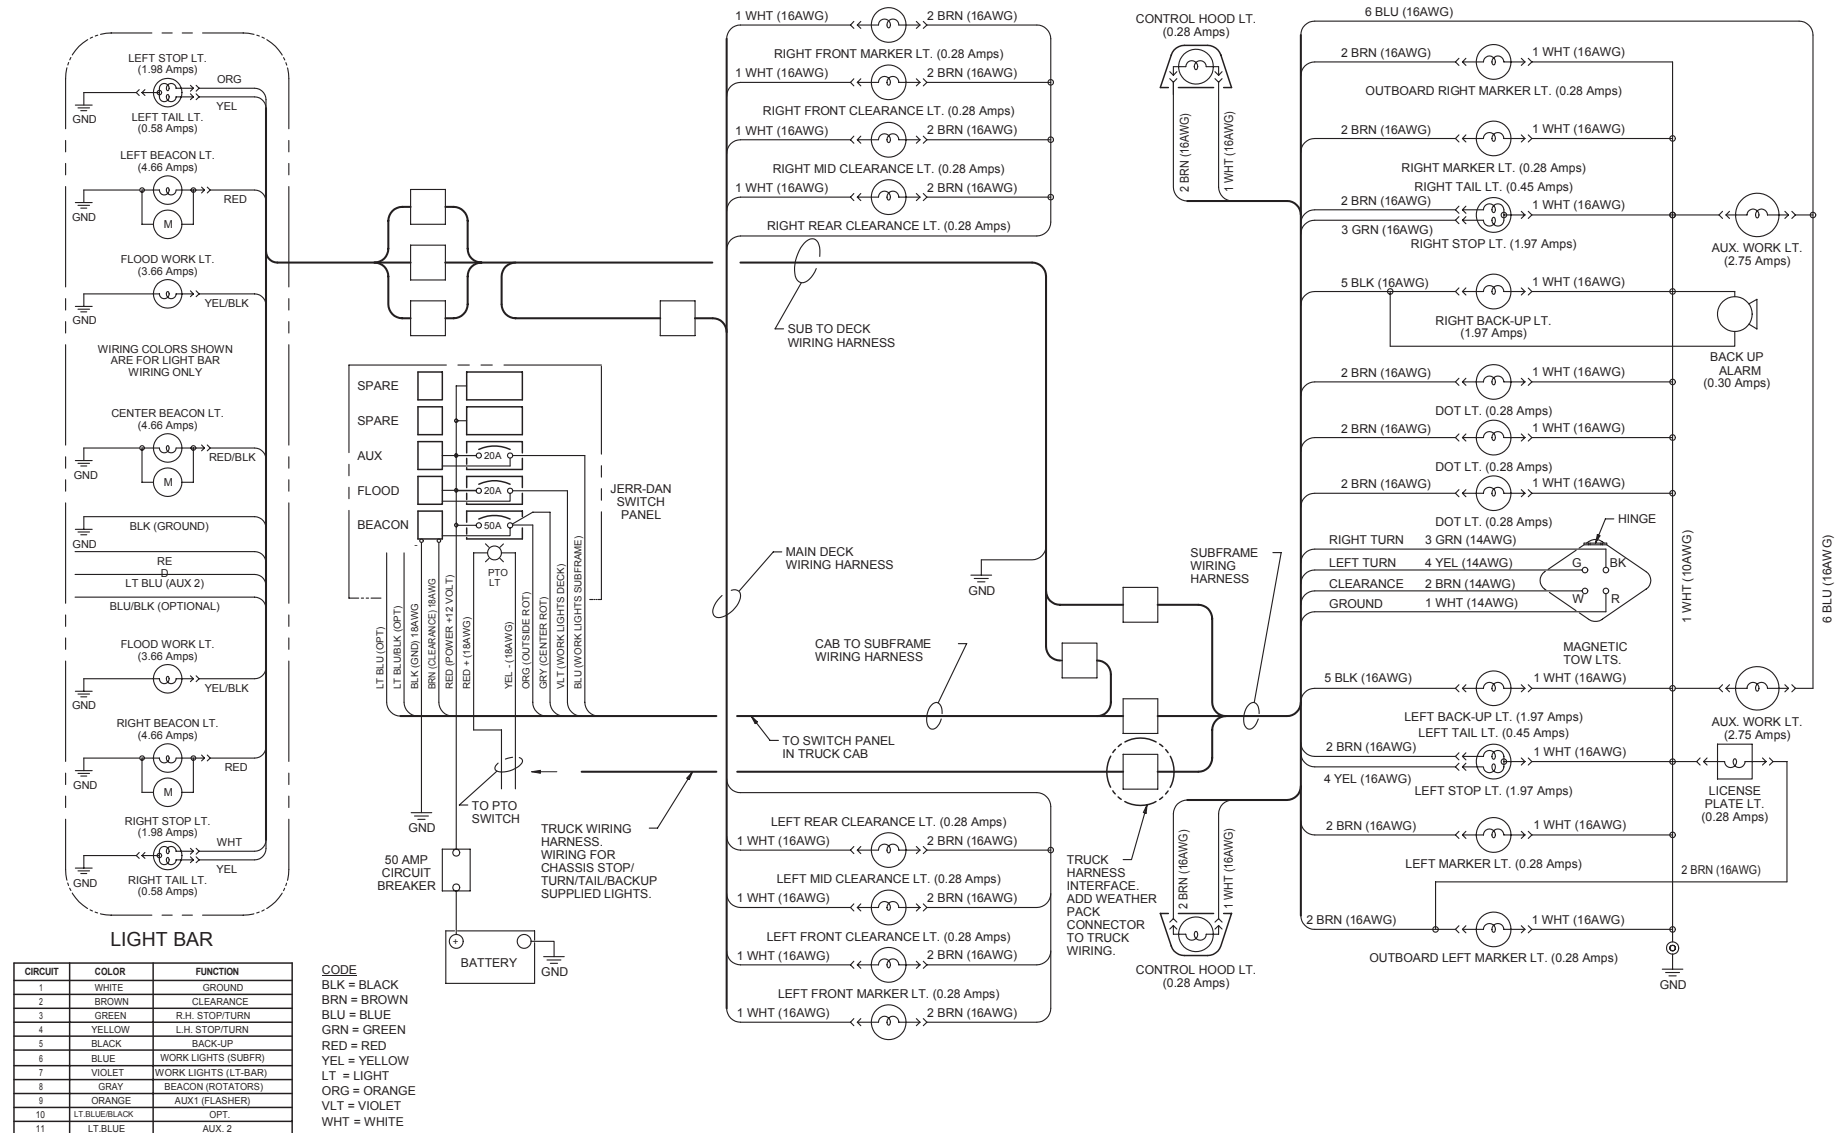 LEFT STOP LT.
(1.98 Amps)
ORG
YEL
GND
LEFT TAIL LT.
(0.58 Amps)
LEFT BEACON LT.
(4.66 Amps)
RED
GND
M
FLOOD WORK LT.
(3.66 Amps)
YEL/BLK
GND
WIRING COLORS SHOWN
ARE FOR LIGHT BAR
WIRING ONLY
CENTER BEACON LT.
(4.66 Amps)
RED/BLK
GND
M
BLK (GROUND)
GND
RE
D
LT BLU (AUX 2)
BLU/BLK (OPTIONAL)
FLOOD WORK LT.
(3.66 Amps)
YEL/BLK
GND
RIGHT BEACON LT.
(4.66 Amps)
RED
GND
M
RIGHT STOP LT.
(1.98 Amps)
WHT
YEL
GND
RIGHT TAIL LT.
(0.58 Amps)
LIGHT BAR
CIRCUIT COLOR FUNCTION
1 WHITE GROUND
2 BROWN CLEARANCE
3 GREEN R.H. STOP/TURN
4 YELLOW L.H. STOP/TURN
5 BLACK BACK-UP
6 BLUE WORK LIGHTS (SUBFR)
7 VIOLET WORK LIGHTS (LT-BAR)
8 GRAY BEACON (ROTATORS)
9 ORANGE AUX1 (FLASHER)
10 LT.BLUE/BLACK OPT.
11 LT.BLUE AUX. 2
CODE
BLK = BLACK
BRN = BROWN
BLU = BLUE
GRN = GREEN
RED = RED
YEL = YELLOW
LT = LIGHT
ORG = ORANGE
VLT = VIOLET
WHT = WHITE
SPARE
SPARE
AUX
20A
FLOOD
20A
BEACON
50A
-
PTO
LT
JERR-DAN
SWITCH
PANEL
LT BLU (OPT)
LT BLU/BLK (OPT)
BLK (GND) 18AWG
BRN (CLEARANCE) 18AWG
RED (POWER +12 VOLT)
RED + (18AWG)
YEL - (18AWG)
ORG (OUTSIDE ROT)
GRY (CENTER ROT)
VLT (WORK LIGHTS DECK)
BLU (WORK LIGHTS SUBFRAME)
GND
TO PTO
SWITCH
50 AMP
CIRCUIT
BREAKER
+
-
BATTERY
GND
TRUCK WIRING
HARNESS.
WIRING FOR
CHASSIS STOP/
TURN/TAIL/BACKUP
SUPPLIED LIGHTS.
1 WHT (16AWG) 2 BRN (16AWG)
RIGHT FRONT MARKER LT. (0.28 Amps)
1 WHT (16AWG) 2 BRN (16AWG)
RIGHT FRONT CLEARANCE LT. (0.28 Amps)
1 WHT (16AWG) 2 BRN (16AWG)
RIGHT MID CLEARANCE LT. (0.28 Amps)
1 WHT (16AWG) 2 BRN (16AWG)
RIGHT REAR CLEARANCE LT. (0.28 Amps)
SUB TO DECK
WIRING HARNESS
MAIN DECK
WIRING HARNESS
GND
CAB TO SUBFRAME
WIRING HARNESS
TO SWITCH PANEL
IN TRUCK CAB
SUBFRAME
WIRING
HARNESS
LEFT REAR CLEARANCE LT. (0.28 Amps)
1 WHT (16AWG) 2 BRN (16AWG)
LEFT MID CLEARANCE LT. (0.28 Amps)
1 WHT (16AWG) 2 BRN (16AWG)
LEFT FRONT CLEARANCE LT. (0.28 Amps)
1 WHT (16AWG) 2 BRN (16AWG)
LEFT FRONT MARKER LT. (0.28 Amps)
1 WHT (16AWG) 2 BRN (16AWG)
TRUCK
HARNESS
INTERFACE.
ADD WEATHER
PACK
CONNECTOR
TO TRUCK
WIRING.
CONTROL HOOD LT.
(0.28 Amps)
2 BRN (16AWG)
1 WHT (16AWG)
2 BRN (16AWG)
1 WHT (16AWG)
CONTROL HOOD LT.
(0.28 Amps)
6 BLU (16AWG)
2 BRN (16AWG) 1 WHT (16AWG)
OUTBOARD RIGHT MARKER LT. (0.28 Amps)
2 BRN (16AWG) 1 WHT (16AWG)
RIGHT MARKER LT. (0.28 Amps)
RIGHT TAIL LT. (0.45 Amps)
2 BRN (16AWG) 1 WHT (16AWG)
3 GRN (16AWG)
RIGHT STOP LT. (1.97 Amps)
AUX. WORK LT.
(2.75 Amps)
5 BLK (16AWG) 1 WHT (16AWG)
RIGHT BACK-UP LT.
(1.97 Amps)
BACK UP
ALARM
(0.30 Amps)
2 BRN (16AWG) 1 WHT (16AWG)
DOT LT. (0.28 Amps)
2 BRN (16AWG) 1 WHT (16AWG)
DOT LT. (0.28 Amps)
2 BRN (16AWG) 1 WHT (16AWG)
DOT LT. (0.28 Amps)
HINGE
RIGHT TURN 3 GRN (14AWG)
LEFT TURN 4 YEL (14AWG)
CLEARANCE 2 BRN (14AWG)
GROUND 1 WHT (14AWG)
G BK
W R
MAGNETIC
TOW LTS.
1 WHT (10AWG)
6 BLU (16AWG)
5 BLK (16AWG) 1 WHT (16AWG)
LEFT BACK-UP LT. (1.97 Amps)
AUX. WORK LT.
(2.75 Amps)
LEFT TAIL LT. (0.45 Amps)
2 BRN (16AWG) 1 WHT (16AWG)
4 YEL (16AWG)
LEFT STOP LT. (1.97 Amps)
LICENSE
PLATE LT.
(0.28 Amps)
2 BRN (16AWG) 1 WHT (16AWG)
LEFT MARKER LT. (0.28 Amps)
2 BRN (16AWG)
2 BRN (16AWG) 1 WHT (16AWG)
OUTBOARD LEFT MARKER LT. (0.28 Amps)
GND